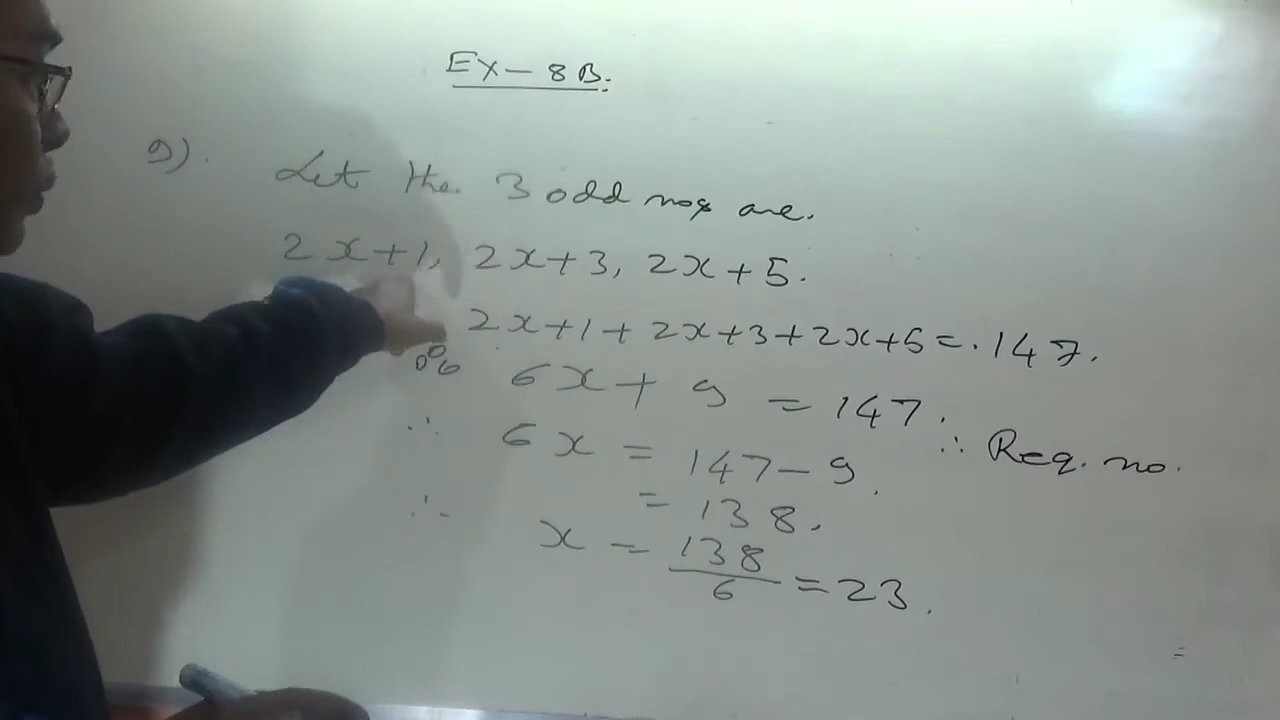 EX - 8B.
9). Let the 3 odd nos are.
2x+1, 2x+3, 2x+5.
2x+1+2x+3+2x+5=.147.
6x+9 = 147.
∴ 6x = 147-9.
∴ Req. no.
= 138.
∴ x = 138/6 = 23.
=